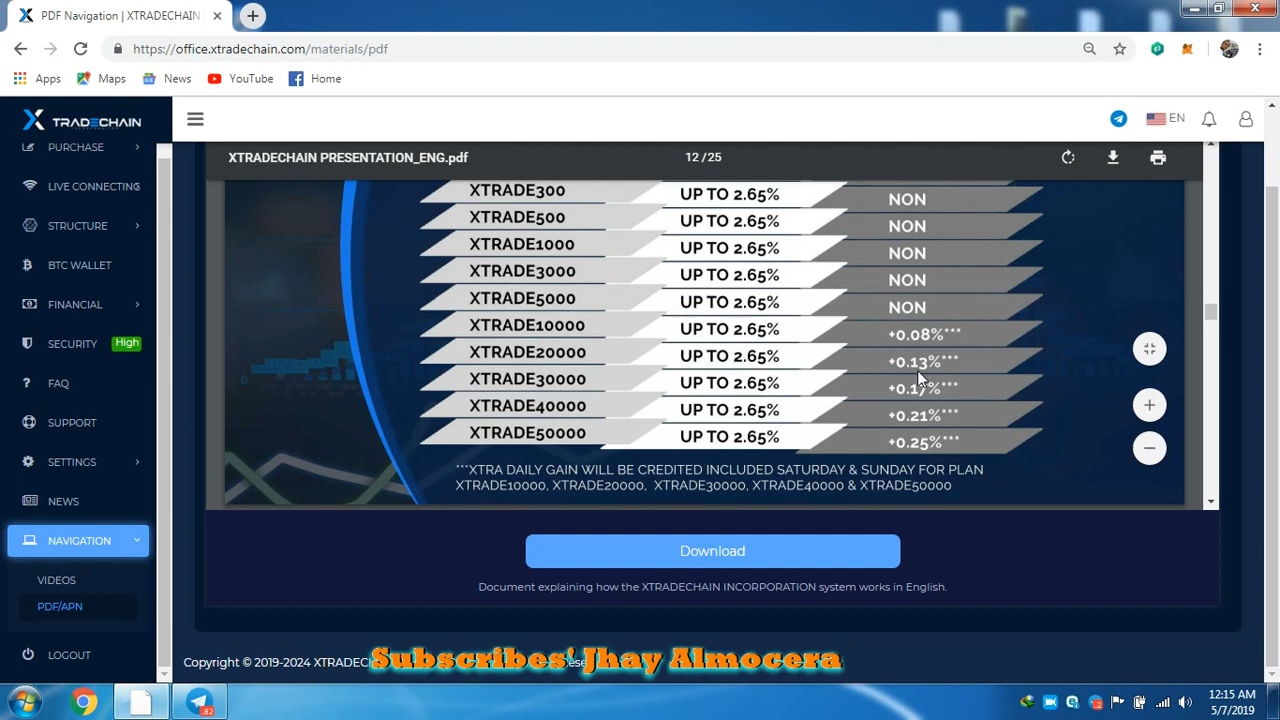 PDF Navigation | XTRADECHAIN
https://office.xtradechain.com/materials/pdf
Apps Maps News YouTube Home
X TRADECHAIN
EN
PURCHASE
LIVE CONNECTING
STRUCTURE
BTC WALLET
FINANCIAL
SECURITY High
FAQ
SUPPORT
SETTINGS
NEWS
NAVIGATION
VIDEOS
PDF/APN
LOGOUT
XTRADECHAIN PRESENTATION_ENG.pdf 12 / 25
XTRADE300 UP TO 2.65% NON
XTRADE500 UP TO 2.65% NON
XTRADE1000 UP TO 2.65% NON
XTRADE3000 UP TO 2.65% NON
XTRADE5000 UP TO 2.65% NON
XTRADE10000 UP TO 2.65% +0.08%***
XTRADE20000 UP TO 2.65% +0.13%***
XTRADE30000 UP TO 2.65% +0.17%***
XTRADE40000 UP TO 2.65% +0.21%***
XTRADE50000 UP TO 2.65% +0.25%***
***XTRA DAILY GAIN WILL BE CREDITED INCLUDED SATURDAY & SUNDAY FOR PLAN
XTRADE10000, XTRADE20000, XTRADE30000, XTRADE40000 & XTRADE50000
Download
Document explaining how the XTRADECHAIN INCORPORATION system works in English.
Copyright © 2019-2024
Subscribes' Jhay Almocera
82
12:15 AM
5/7/2019